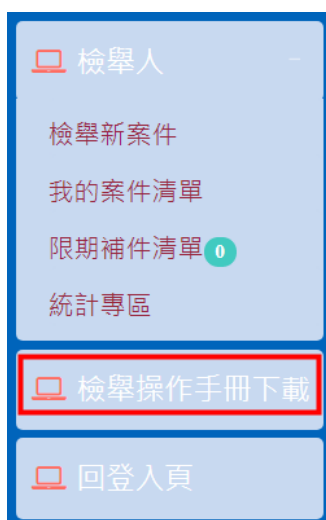 檢舉人 -
檢舉新案件
我的案件清單
限期補件清單 0
統計專區
檢舉操作手冊下載
回登入頁